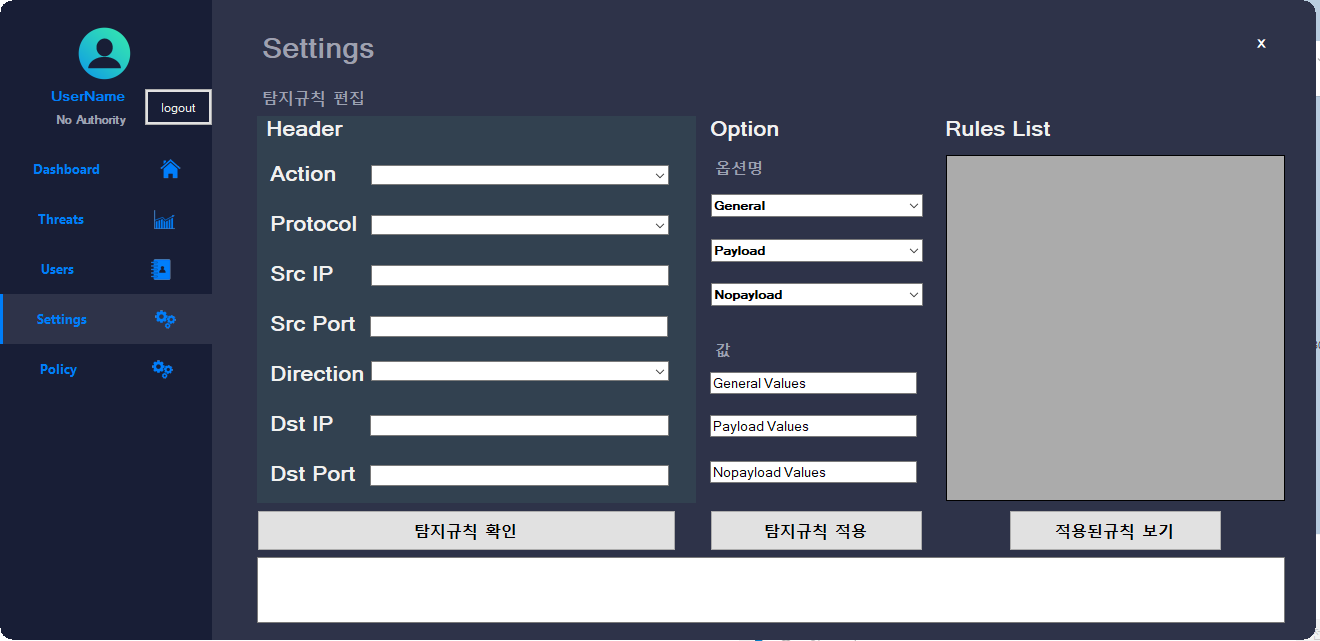 Settings
x
UserName
No Authority
logout
Dashboard
Threats
Users
Settings
Policy
탐지규칙 편집
Header
Action
Protocol
Src IP
Src Port
Direction
Dst IP
Dst Port
탐지규칙 확인
Option
옵션명
General
Payload
Nopayload
값
General Values
Payload Values
Nopayload Values
탐지규칙 적용
Rules List
적용된규칙 보기